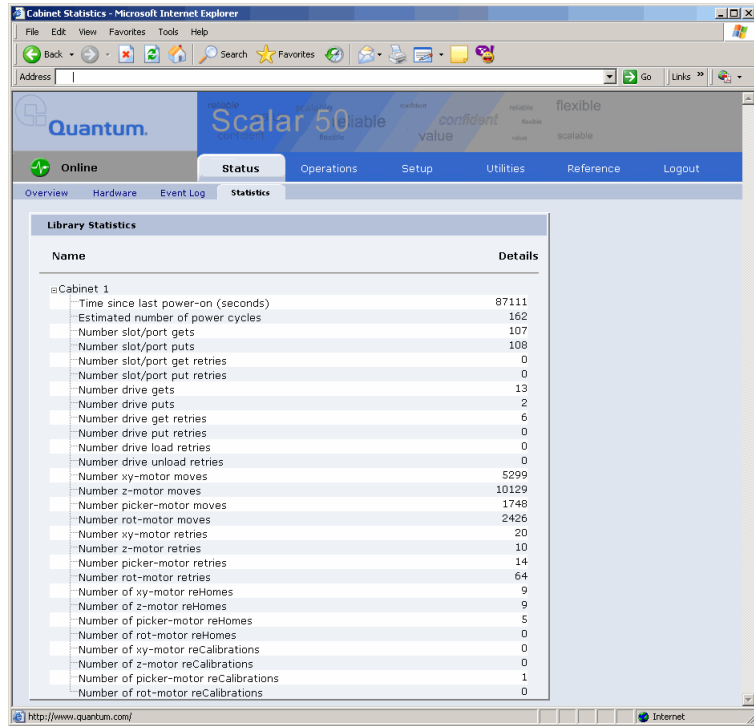 Cabinet Statistics - Microsoft Internet Explorer
File Edit View Favorites Tools Help
Back Search Favorites
Address Go Links »
Quantum.
Scalar 50
reliable
confident
value
flexible
scalable
Online Status Operations Setup Utilities Reference Logout
Overview Hardware Event Log Statistics
Library Statistics
Name Details
Cabinet 1
Time since last power-on (seconds) 87111
Estimated number of power cycles 162
Number slot/port gets 107
Number slot/port puts 108
Number slot/port get retries 0
Number slot/port put retries 0
Number drive gets 13
Number drive puts 2
Number drive get retries 6
Number drive put retries 0
Number drive load retries 0
Number drive unload retries 0
Number xy-motor moves 5299
Number z-motor moves 10129
Number picker-motor moves 1748
Number rot-motor moves 2426
Number xy-motor retries 20
Number z-motor retries 10
Number picker-motor retries 14
Number rot-motor retries 64
Number of xy-motor reHomes 9
Number of z-motor reHomes 9
Number of picker-motor reHomes 5
Number of rot-motor reHomes 0
Number of xy-motor reCalibrations 0
Number of z-motor reCalibrations 0
Number of picker-motor reCalibrations 1
Number of rot-motor reCalibrations 0
http://www.quantum.com/ Internet